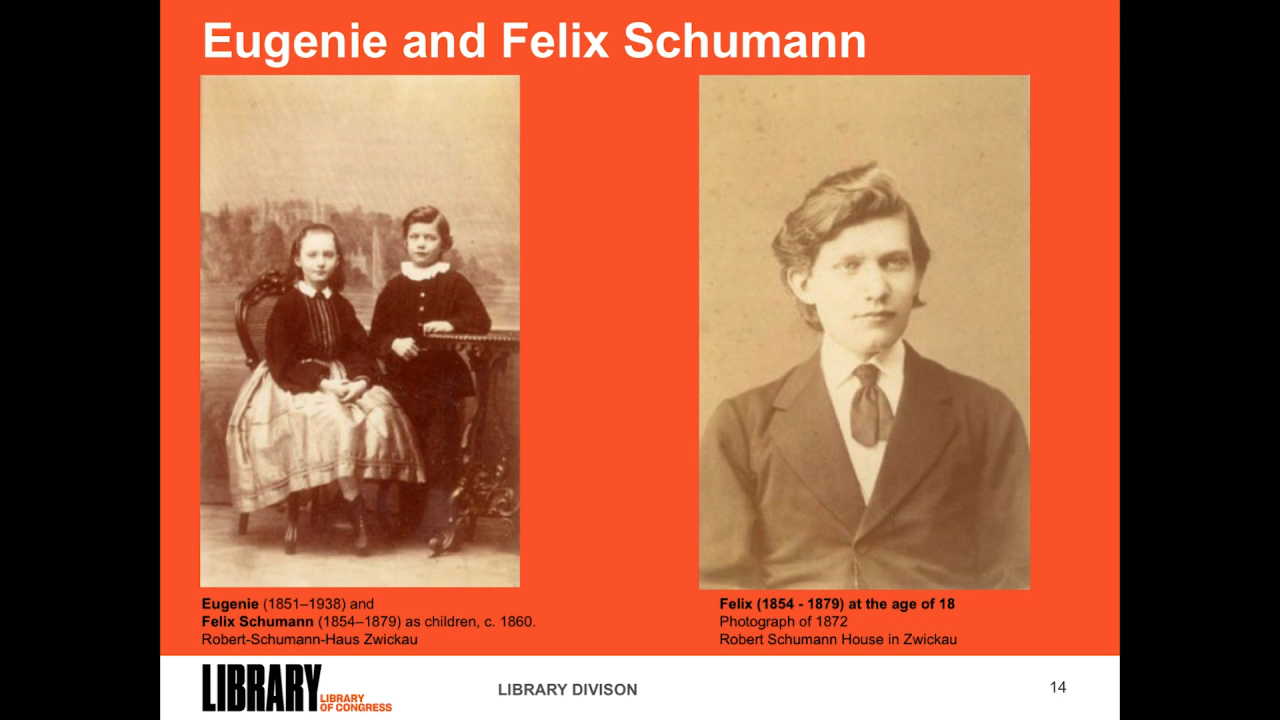 Eugenie and Felix Schumann
Eugenie (1851–1938) and
Felix Schumann (1854–1879) as children, c. 1860.
Robert-Schumann-Haus Zwickau
Felix (1854 - 1879) at the age of 18
Photograph of 1872
Robert Schumann House in Zwickau
LIBRARY
LIBRARY
OF CONGRESS
LIBRARY DIVISON
14